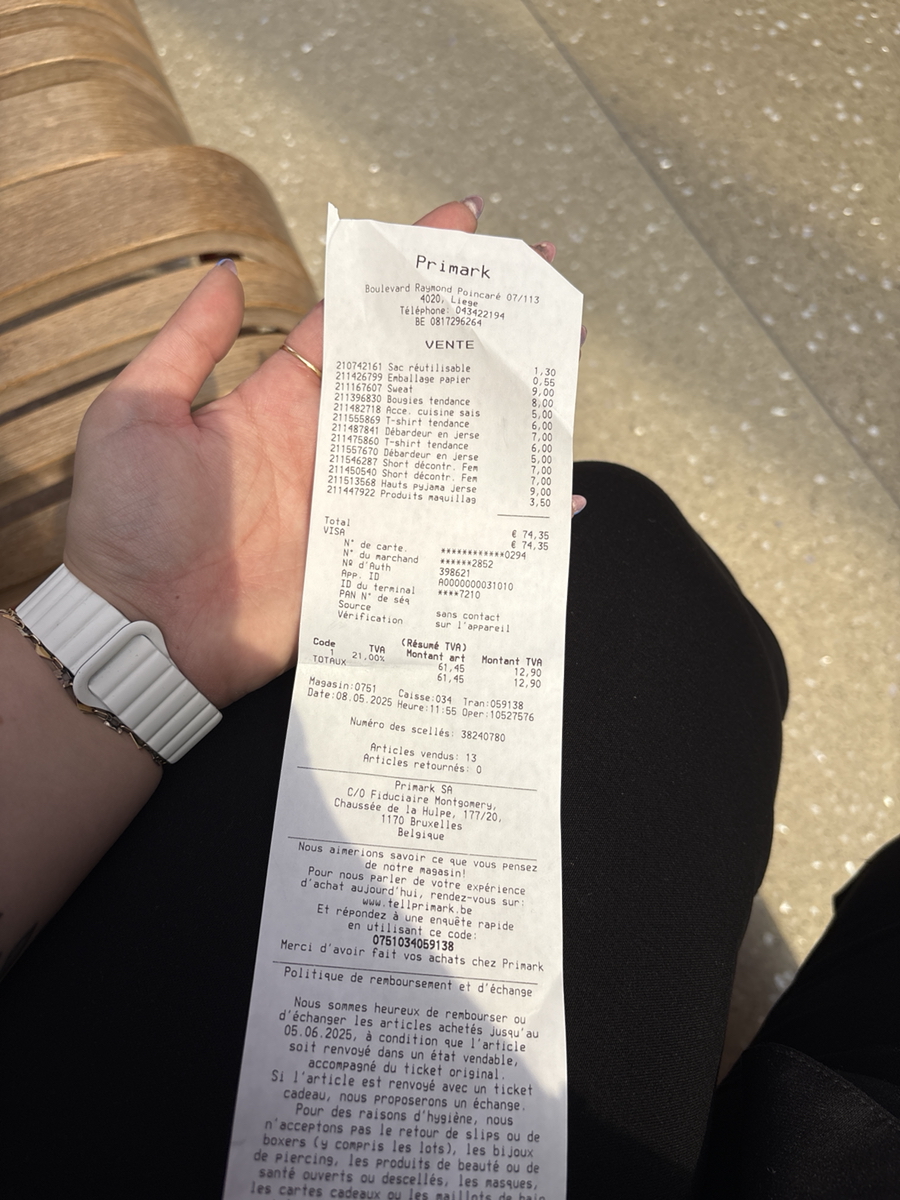 Primark
Boulevard Raymond Poincaré 07/113
4020, Liege
Téléphone: 043422194
BE 0817296264
VENTE
210742161 Sac réutilisable 1,30
211426799 Emballage papier 0,55
211167607 Sweat 9,00
211396830 Bougies tendance 8,00
211482718 Acce. cuisine sais 5,00
211555869 T-shirt tendance 6,00
211487841 Débardeur en jerse 7,00
211475860 T-shirt tendance 6,00
211557670 Débardeur en jerse 5,00
211546287 Short décontr. Fem 7,00
211450540 Short décontr. Fem 7,00
211513568 Hauts pyjama jerse 9,00
211447922 Produits maquillag 3,50
Total € 74,35
VISA € 74,35
N° de carte. ************0294
N° du marchand ******2852
Nº d'Auth 398621
App. ID A0000000031010
ID du terminal ****7210
PAN N° de séq
Source sans contact
Vérification sur l'appareil
(Résumé TVA)
Code TVA Montant art Montant TVA
1 21.00% 61,45 12,90
TOTAUX 61,45 12,90
Magasin:0751 Caisse:034 Tran:059138
Date:08.05.2025 Heure:11:55 Oper:10527576
Numéro des scellés: 38240780
Articles vendus: 13
Articles retournés: 0
Primark SA
C/O Fiduciaire Montgomery,
Chaussée de la Hulpe, 177/20,
1170 Bruxelles
Belgique
Nous aimerions savoir ce que vous pensez
de notre magasin!
Pour nous parler de votre expérience
d'achat aujourd'hui, rendez-vous sur:
www.tellprimark.be
Et répondez à une enquête rapide
en utilisant ce code:
0751034059138
Merci d'avoir fait vos achats chez Primark
Politique de remboursement et d'échange
Nous sommes heureux de rembourser ou
d'échanger les articles achetés jusqu'au
05.06.2025, à condition que l'article
soit renvoyé dans un état vendable,
accompagné du ticket original.
Si l'article est renvoyé avec un ticket
cadeau, nous proposerons un échange.
Pour des raisons d'hygiène, nous
n'acceptons pas le retour de slips ou de
boxers (y compris les lots), les bijoux
de piercing, les produits de beauté ou de
santé ouverts ou descellés, les masques,
les cartes cadeaux ou les maillots de bain